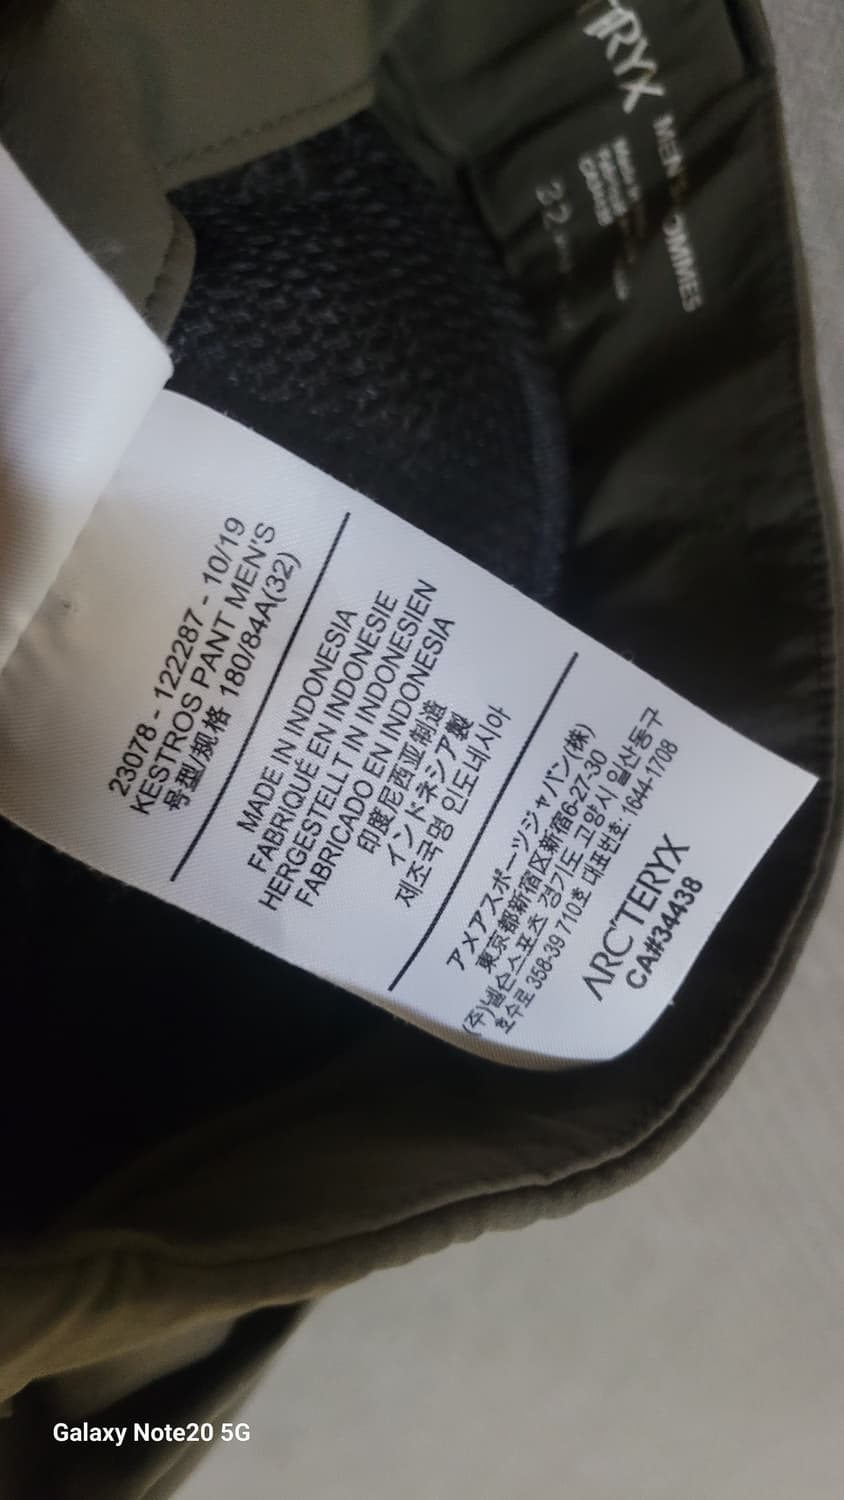 RYX
MEN'S
OMMES
32
23078 - 122287 - 10/19
KESTROS PANT MEN'S
号型/规格 180/84A(32)
MADE IN INDONESIA
FABRIQUÉ EN INDONESIE
HERGESTELLT IN INDONESIEN
FABRICADO EN INDONESIA
印度尼西亚制造
インドネシア製
제조국명 인도네시아
アメアスポーツジャパン(株)
東京都新宿区新宿6-27-30
(주)넬슨스포츠 경기도 고양시 일산동구
호수로 358-39 710호 대표번호: 1644-1708
ARC'TERYX
CA#34438
Galaxy Note20 5G